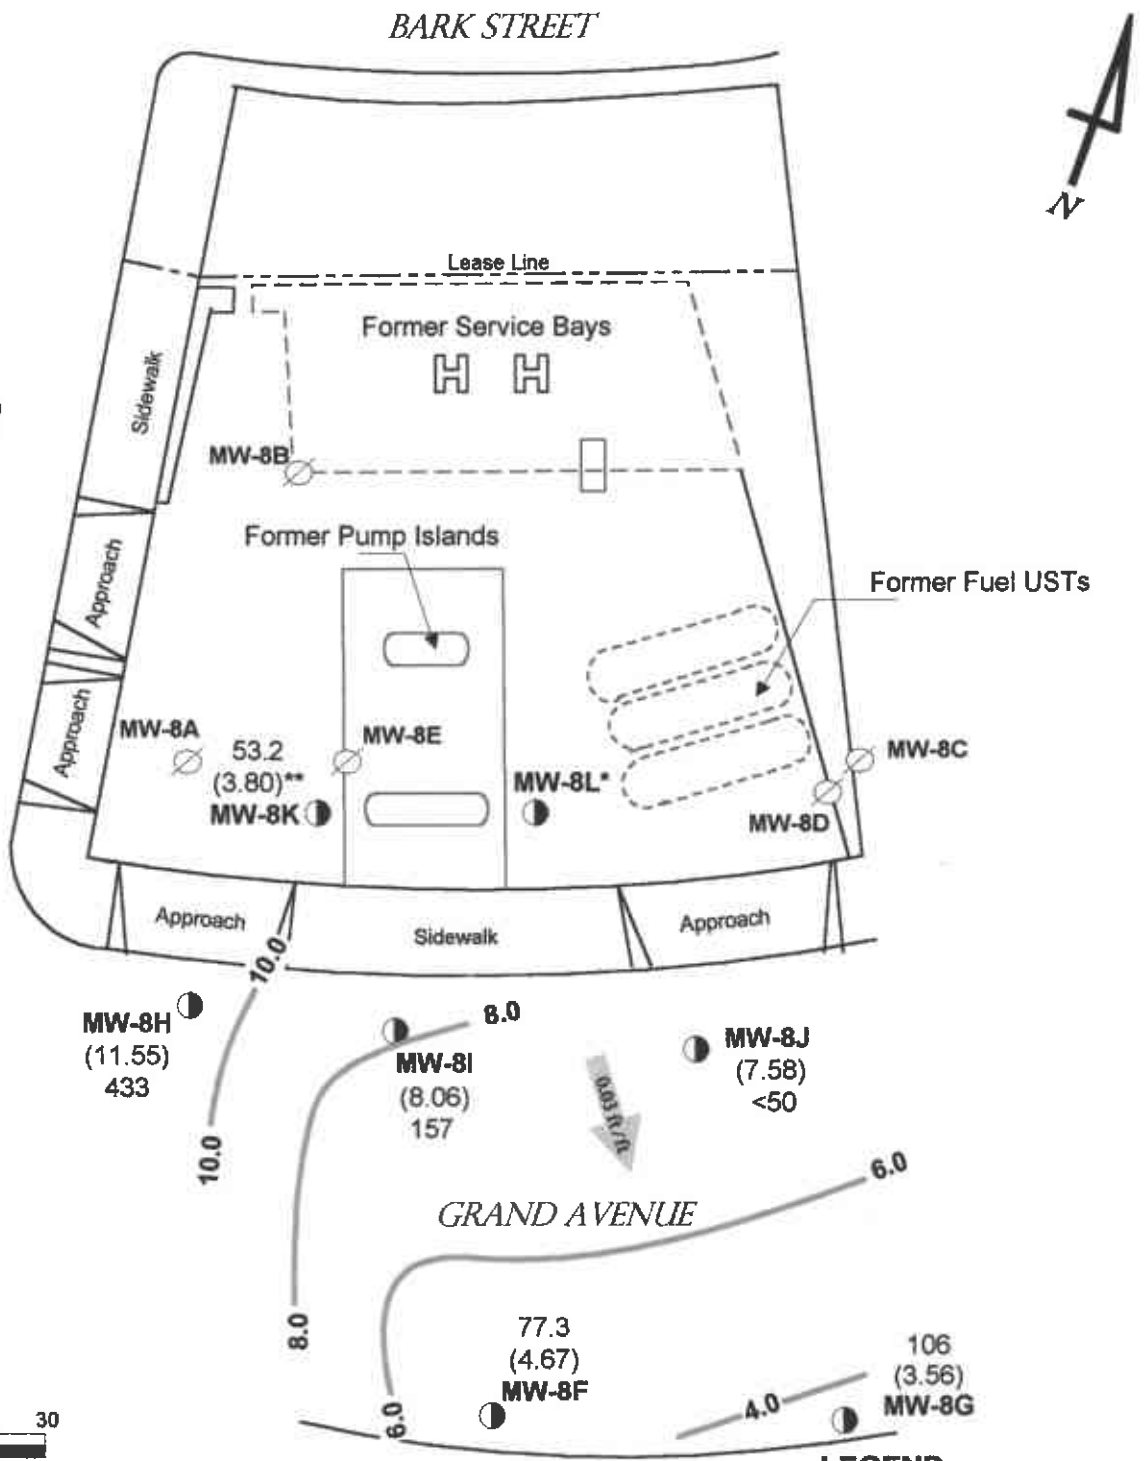 BARK STREET
N
Lease Line
Former Service Bays
Sidewalk
MW-8B
Former Pump Islands
Approach
Former Fuel USTs
Approach
MW-8A
53.2
(3.80)**
MW-8K
MW-8E
MW-8L*
MW-8C
MW-8D
Approach
Sidewalk
Approach
10.0
MW-8H
(11.55)
433
8.0
MW-8I
(8.06)
157
MW-8J
(7.58)
<50
0.03 ft / ft
10.0
6.0
GRAND AVENUE
8.0
77.3
(4.67)
MW-8F
106
(3.56)
MW-8G
4.0
6.0
30